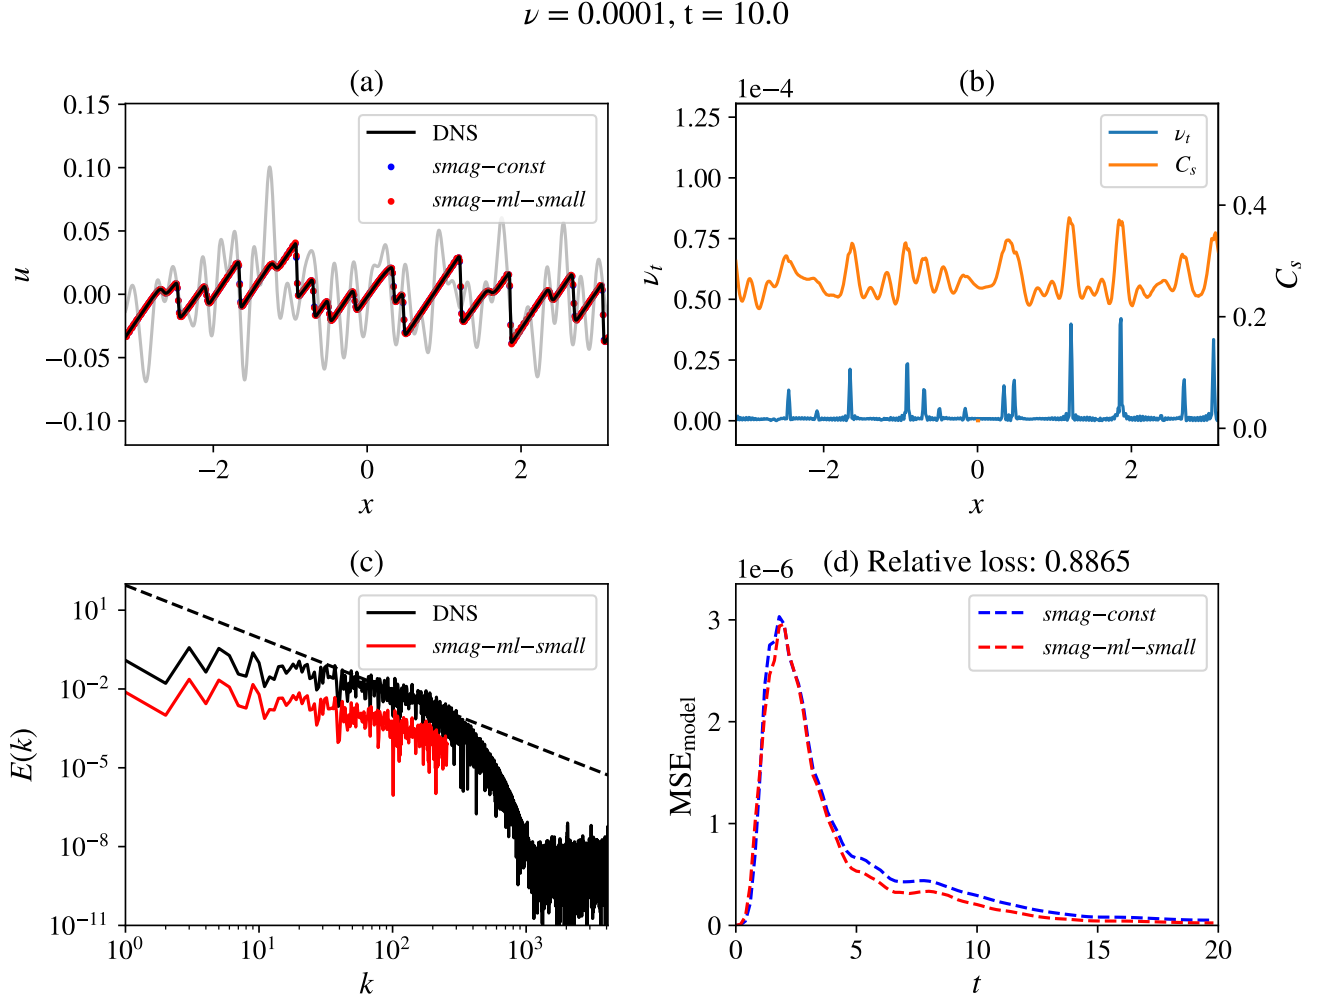 ν = 0.0001, t = 10.0
(a)
0.15
0.10
0.05
0.00
−0.05
−0.10
u
−2
0
2
x
DNS
smag−const
smag−ml−small
(b)
1e−4
1.25
1.00
0.75
0.50
0.25
0.00
ν_t
−2
0
2
x
0.4
0.2
0.0
C_s
ν_t
C_s
(c)
10^1
10^−2
10^−5
10^−8
10^−11
E(k)
10^0
10^1
10^2
10^3
k
DNS
smag−ml−small
(d) Relative loss: 0.8865
1e−6
3
2
1
0
MSE_model
0
5
10
15
20
t
smag−const
smag−ml−small